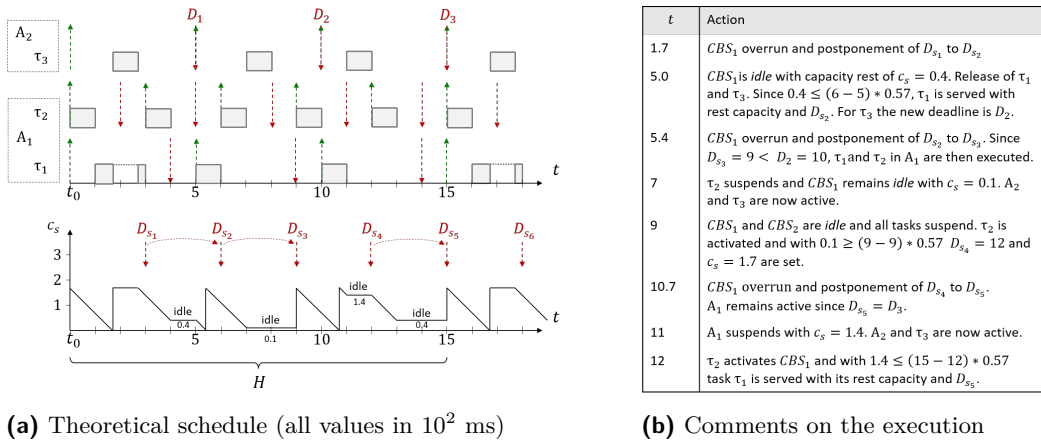 D₁ D₂ D₃
A₂
τ₃
τ₂
A₁
τ₁
t₀ 5 10 15 t
cₛ
Dₛ₁ Dₛ₂ Dₛ₃ Dₛ₄ Dₛ₅ Dₛ₆
3
2
1
idle 0.4
idle 0.1
idle 1.4
idle 0.4
t₀ 5 10 15 t
H
(a) Theoretical schedule (all values in 10² ms)
t Action
1.7 CBS₁ overrun and postponement of Dₛ₁ to Dₛ₂
5.0 CBS₁is idle with capacity rest of cₛ = 0.4. Release of τ₁
and τ₃. Since 0.4 ≤ (6 − 5) * 0.57, τ₁ is served with
rest capacity and Dₛ₂. For τ₃ the new deadline is D₂.
5.4 CBS₁ overrun and postponement of Dₛ₂ to Dₛ₃. Since
Dₛ₃ = 9 < D₂ = 10, τ₁and τ₂ in A₁ are then executed.
7 τ₂ suspends and CBS₁ remains idle with cₛ = 0.1. A₂
and τ₃ are now active.
9 CBS₁ and CBS₂ are idle and all tasks suspend. τ₂ is
activated and with 0.1 ≥ (9 − 9) * 0.57 Dₛ₄ = 12 and
cₛ = 1.7 are set.
10.7 CBS₁ overrun and postponement of Dₛ₄ to Dₛ₅.
A₁ remains active since Dₛ₅ = D₃.
11 A₁ suspends with cₛ = 1.4. A₂ and τ₃ are now active.
12 τ₂ activates CBS₁ and with 1.4 ≤ (15 − 12) * 0.57
task τ₁ is served with its rest capacity and Dₛ₅.
(b) Comments on the execution